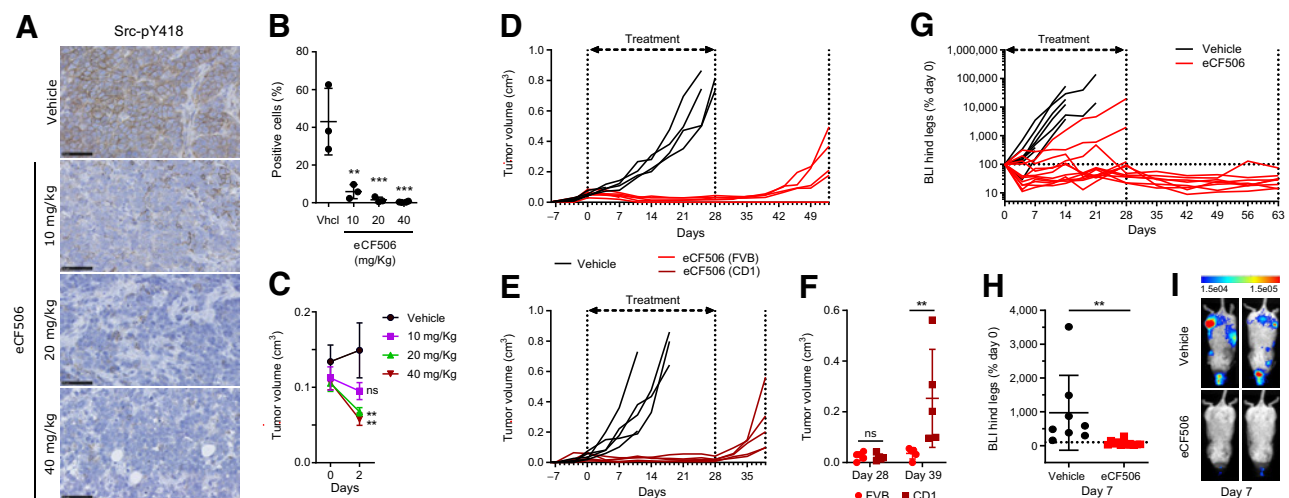 A
Src-pY418
Vehicle
10 mg/kg
20 mg/kg
40 mg/kg
eCF506
B
Positive cells (%)
80
60
40
20
0
**
***
***
Vhcl 10 20 40
eCF506
(mg/Kg)
C
Tumor volume (cm³)
0.3
0.2
0.1
0.0
Vehicle
10 mg/Kg
20 mg/Kg
40 mg/Kg
ns
**
**
0 2
Days
D
Treatment
Tumor volume (cm³)
1.0
0.8
0.6
0.4
0.2
0.0
−7 0 7 14 21 28 35 42 49
Days
Vehicle
eCF506 (FVB)
eCF506 (CD1)
E
Treatment
Tumor volume (cm³)
1.0
0.8
0.6
0.4
0.2
0.0
−7 0 7 14 21 28 35
Days
F
Tumor volume (cm³)
0.6
0.4
0.2
0.0
ns
**
Day 28 Day 39
FVB CD1
G
Treatment
Vehicle
eCF506
BLI hind legs (% day 0)
1,000,000
100,000
10,000
1,000
100
10
0 7 14 21 28 35 42 49 56 63
Days
H
BLI hind legs (% day 0)
4,000
3,000
2,000
1,000
0
**
Vehicle eCF506
Day 7
I
1.5e04 1.5e05
Vehicle
eCF506
Day 7